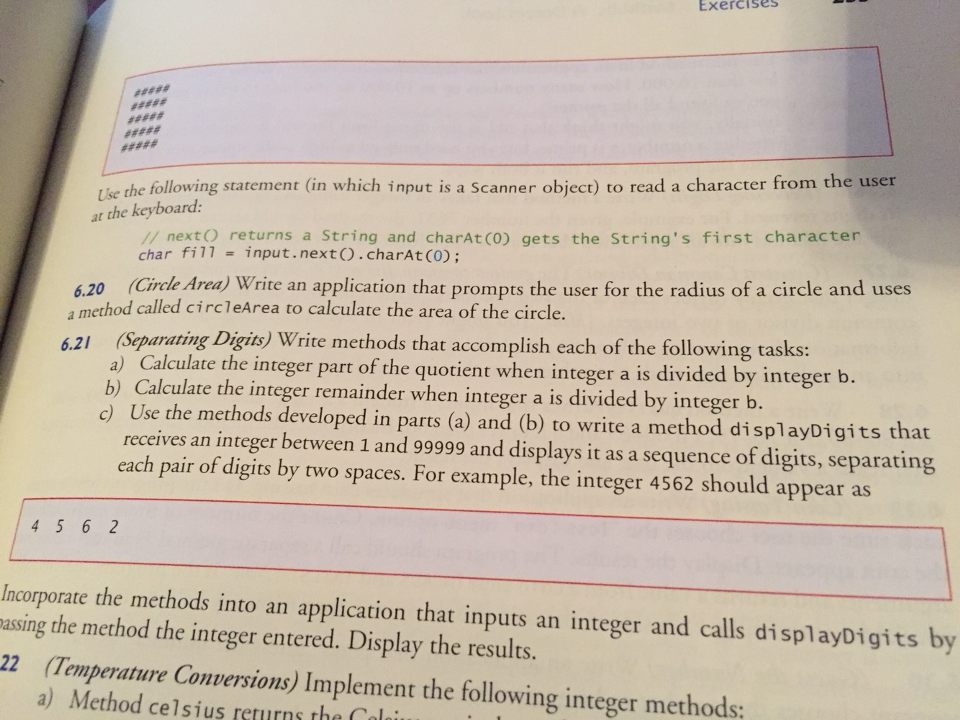 Exercises
#####
#####
#####
#####
#####
Use the following statement (in which input is a Scanner object) to read a character from the user
at the keyboard:
// next() returns a String and charAt(0) gets the String's first character
char fill = input.next().charAt(0);
6.20 (Circle Area) Write an application that prompts the user for the radius of a circle and uses
a method called circleArea to calculate the area of the circle.
6.21 (Separating Digits) Write methods that accomplish each of the following tasks:
a) Calculate the integer part of the quotient when integer a is divided by integer b.
b) Calculate the integer remainder when integer a is divided by integer b.
c) Use the methods developed in parts (a) and (b) to write a method displayDigits that
receives an integer between 1 and 99999 and displays it as a sequence of digits, separating
each pair of digits by two spaces. For example, the integer 4562 should appear as
4 5 6 2
Incorporate the methods into an application that inputs an integer and calls displayDigits by
passing the method the integer entered. Display the results.
22 (Temperature Conversions) Implement the following integer methods:
a) Method celsius returns the